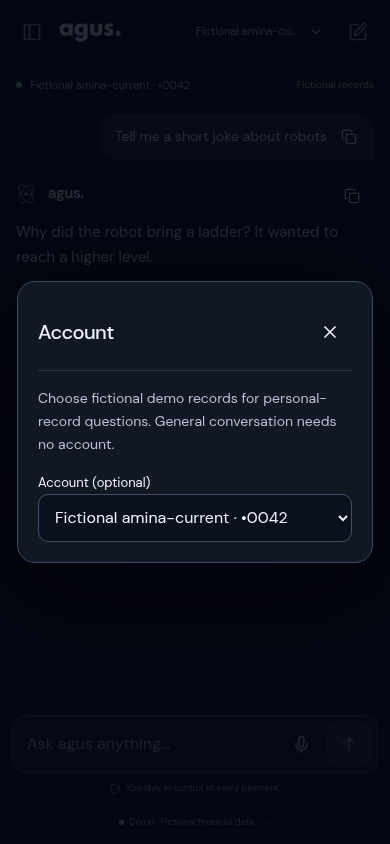 agus.
Fictional amina-cu...
Fictional amina-current · •0042
Fictional records
Tell me a short joke about robots
agus.
Why did the robot bring a ladder? It wanted to
reach a higher level.
Account
Choose fictional demo records for personal-
record questions. General conversation needs
no account.
Account (optional)
Fictional amina-current · •0042
Ask agus anything...
You stay in control of every payment.
Demo · Fictional financial data